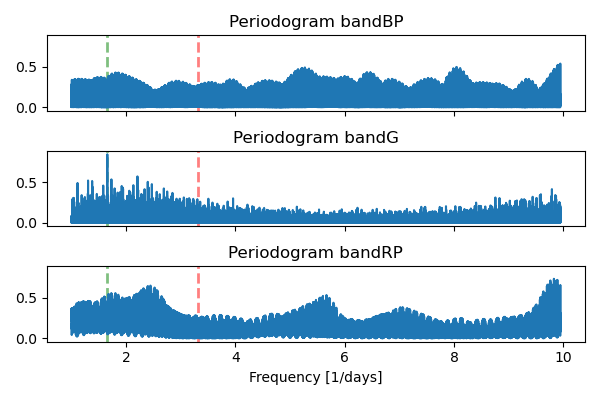 Periodogram bandBP
0.5
0.0
Periodogram bandG
0.5
0.0
Periodogram bandRP
0.5
0.0
2 4 6 8 10
Frequency [1/days]